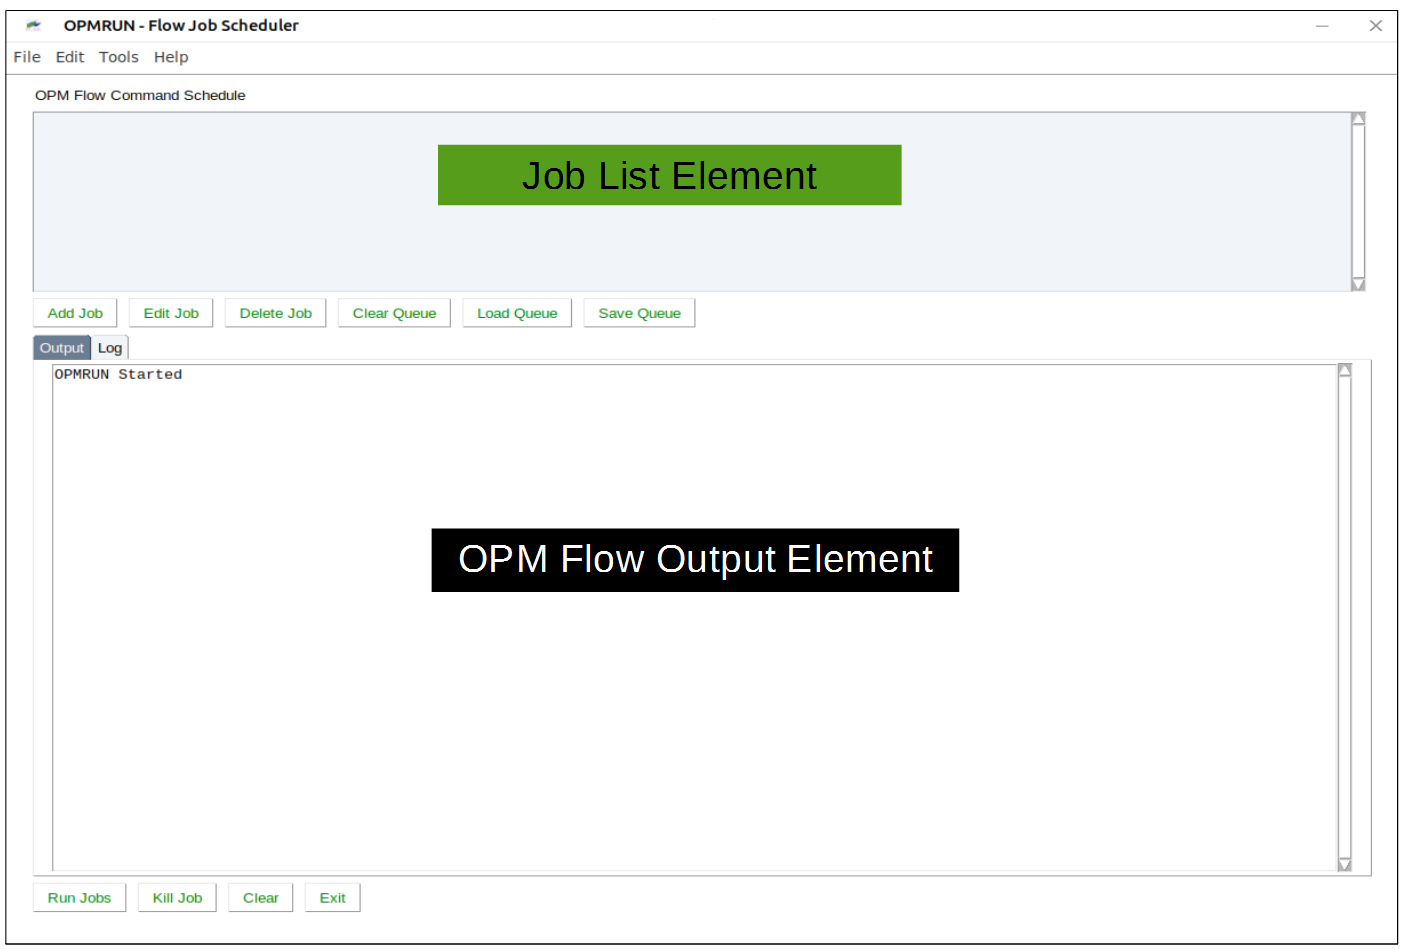 OPMRUN - Flow Job Scheduler
File Edit Tools Help
OPM Flow Command Schedule
Job List Element
Add Job Edit Job Delete Job Clear Queue Load Queue Save Queue
Output Log
OPMRUN Started
OPM Flow Output Element
Run Jobs Kill Job Clear Exit